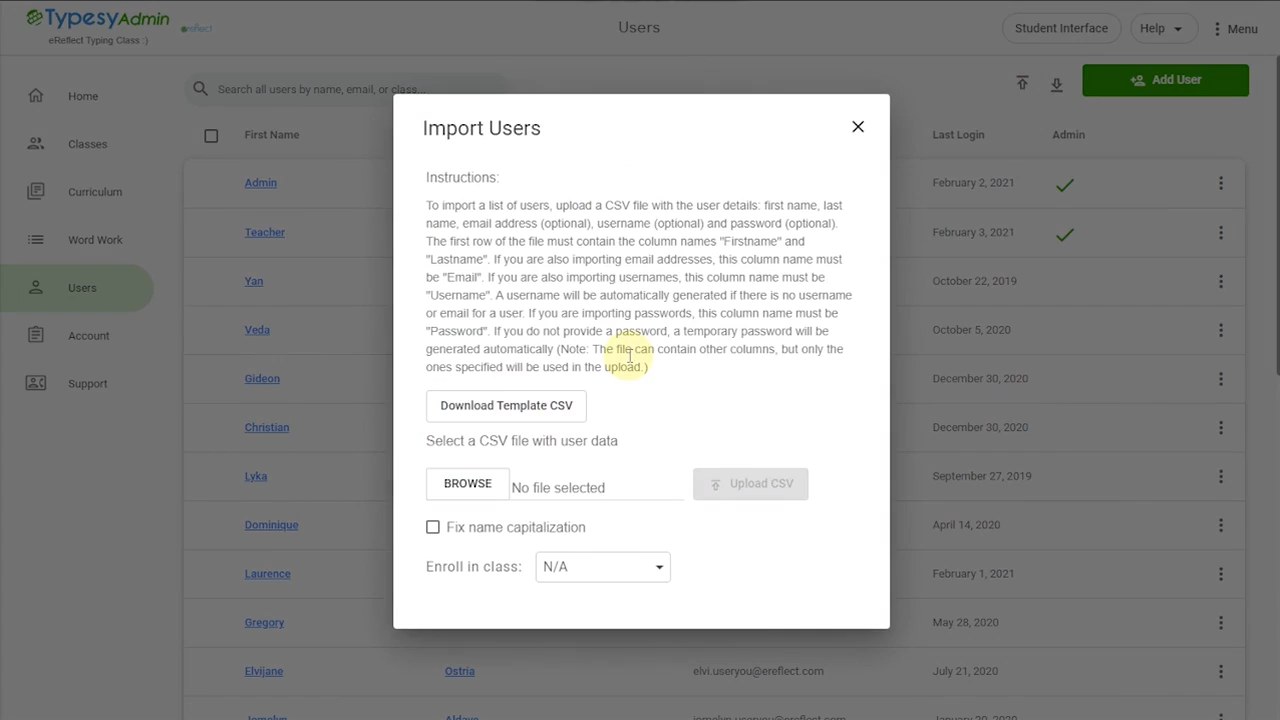 TypesyAdmin
eReflect Typing Class :)
ereflect
Users
Student Interface
Help
Menu
Home
Classes
Curriculum
Word Work
Users
Account
Support
Search all users by name, email, or class...
Add User
First Name
Last Login
Admin
Admin
February 2, 2021
Teacher
February 3, 2021
Yan
October 22, 2019
Veda
October 5, 2020
Gideon
December 30, 2020
Christian
December 30, 2020
Lyka
September 27, 2019
Dominique
April 14, 2020
Laurence
February 1, 2021
Gregory
May 28, 2020
Elvijane
Ostria
elvi.useryou@ereflect.com
July 21, 2020
Import Users
Instructions:
To import a list of users, upload a CSV file with the user details: first name, last
name, email address (optional), username (optional) and password (optional).
The first row of the file must contain the column names "Firstname" and
"Lastname". If you are also importing email addresses, this column name must
be "Email". If you are also importing usernames, this column name must be
"Username". A username will be automatically generated if there is no username
or email for a user. If you are importing passwords, this column name must be
"Password". If you do not provide a password, a temporary password will be
generated automatically (Note: The file can contain other columns, but only the
ones specified will be used in the upload.)
Download Template CSV
Select a CSV file with user data
BROWSE
No file selected
Upload CSV
Fix name capitalization
Enroll in class:
N/A